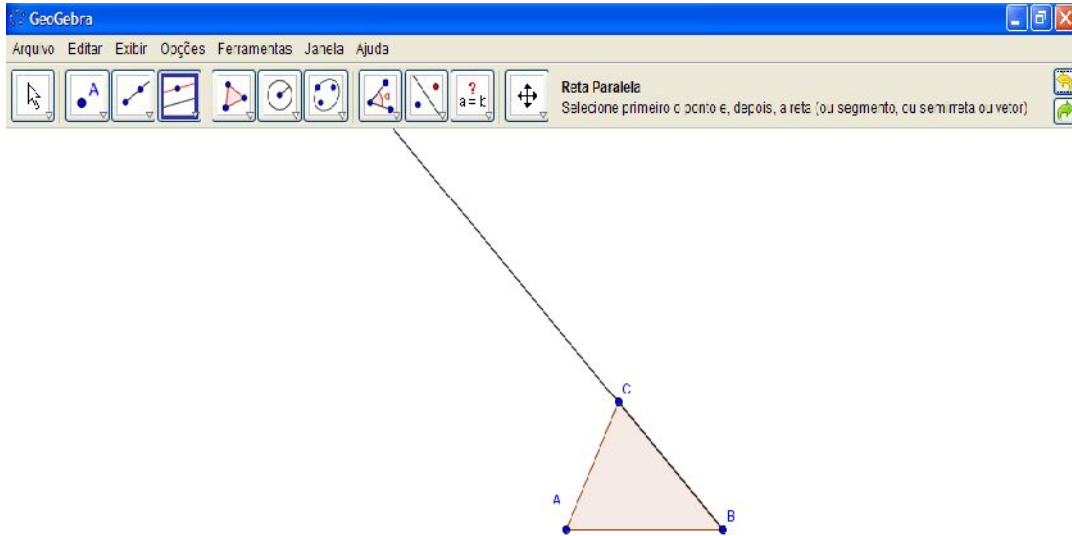 GeoGebra
Arquivo Editar Exibir Opções Ferramentas Janela Ajuda
A
α
?
a = b
Reta Paralela
Selecione primeiro o ponto e, depois, a reta (ou segmento, ou semirreta ou vetor)
C
A
B